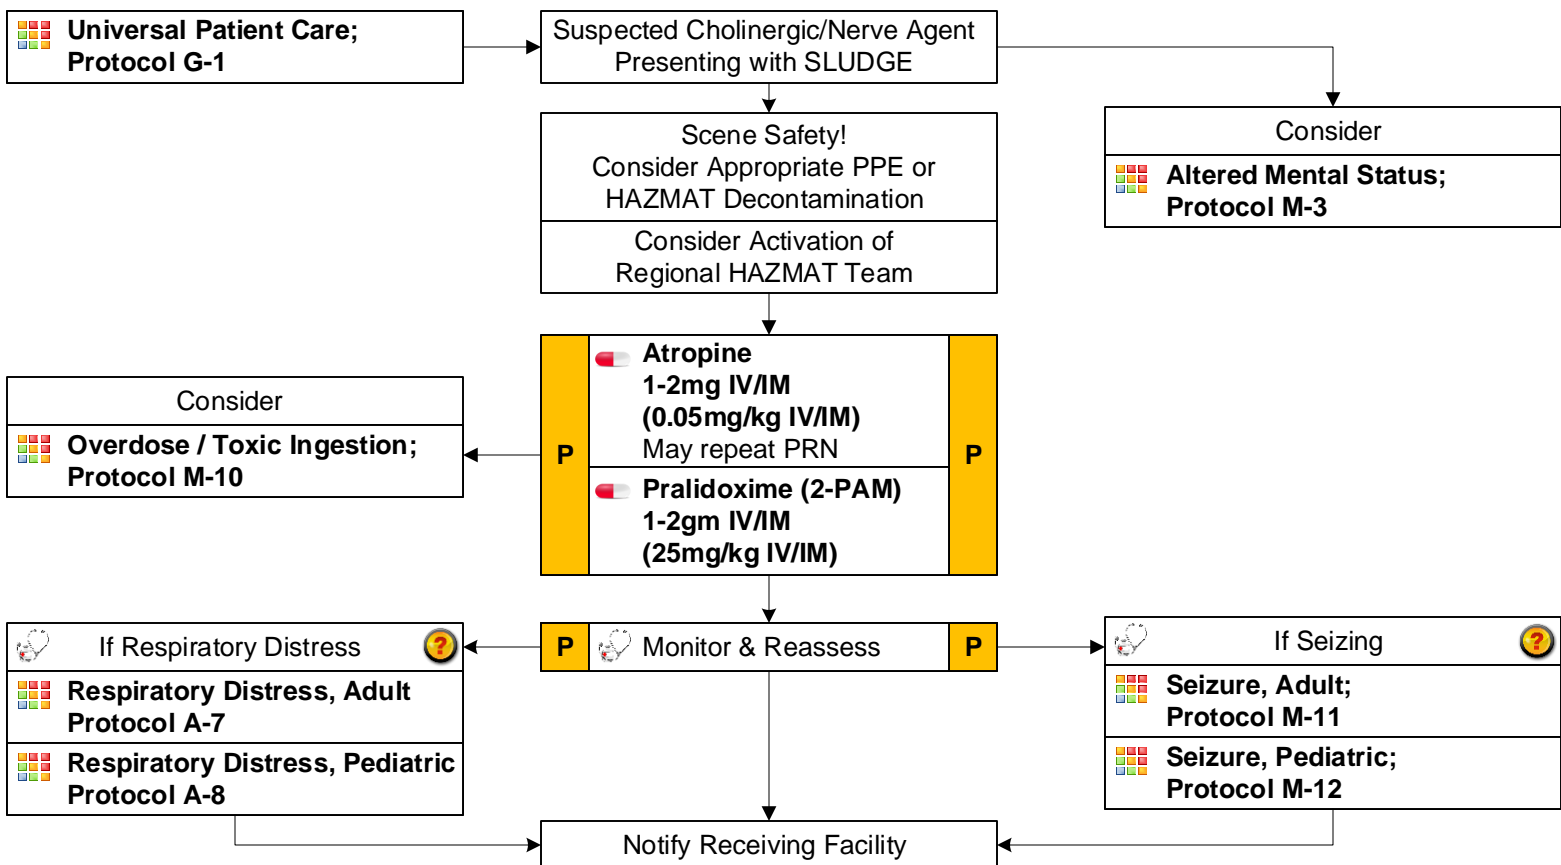 Universal Patient Care;
Protocol G-1
Suspected Cholinergic/Nerve Agent
Presenting with SLUDGE
Scene Safety!
Consider Appropriate PPE or
HAZMAT Decontamination
Consider Activation of
Regional HAZMAT Team
Consider
Altered Mental Status;
Protocol M-3
P
Atropine
1-2mg IV/IM
(0.05mg/kg IV/IM)
May repeat PRN
Pralidoxime (2-PAM)
1-2gm IV/IM
(25mg/kg IV/IM)
P
Consider
Overdose / Toxic Ingestion;
Protocol M-10
If Respiratory Distress
?
Respiratory Distress, Adult
Protocol A-7
Respiratory Distress, Pediatric
Protocol A-8
P
Monitor & Reassess
P
If Seizing
?
Seizure, Adult;
Protocol M-11
Seizure, Pediatric;
Protocol M-12
Notify Receiving Facility